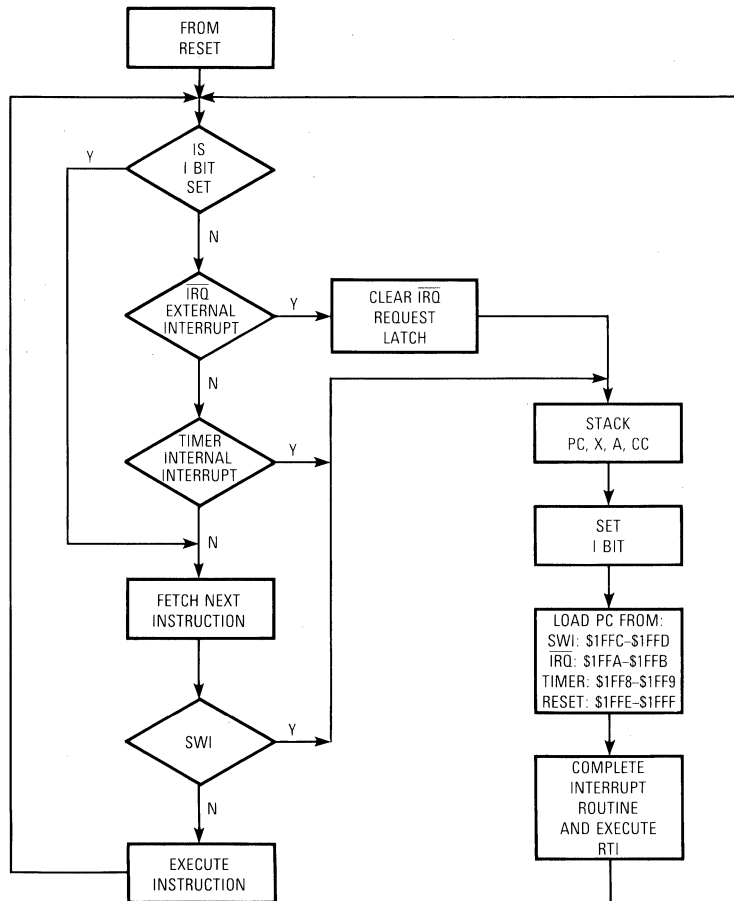 FROM
RESET
IS
I BIT
SET
Y
N
IRQ
EXTERNAL
INTERRUPT
Y
CLEAR IRQ
REQUEST
LATCH
N
TIMER
INTERNAL
INTERRUPT
Y
STACK
PC, X, A, CC
N
SET
I BIT
FETCH NEXT
INSTRUCTION
LOAD PC FROM:
SWI: $1FFC–$1FFD
IRQ: $1FFA–$1FFB
TIMER: $1FF8–$1FF9
RESET: $1FFE–$1FFF
SWI
Y
N
COMPLETE
INTERRUPT
ROUTINE
AND EXECUTE
RTI
EXECUTE
INSTRUCTION